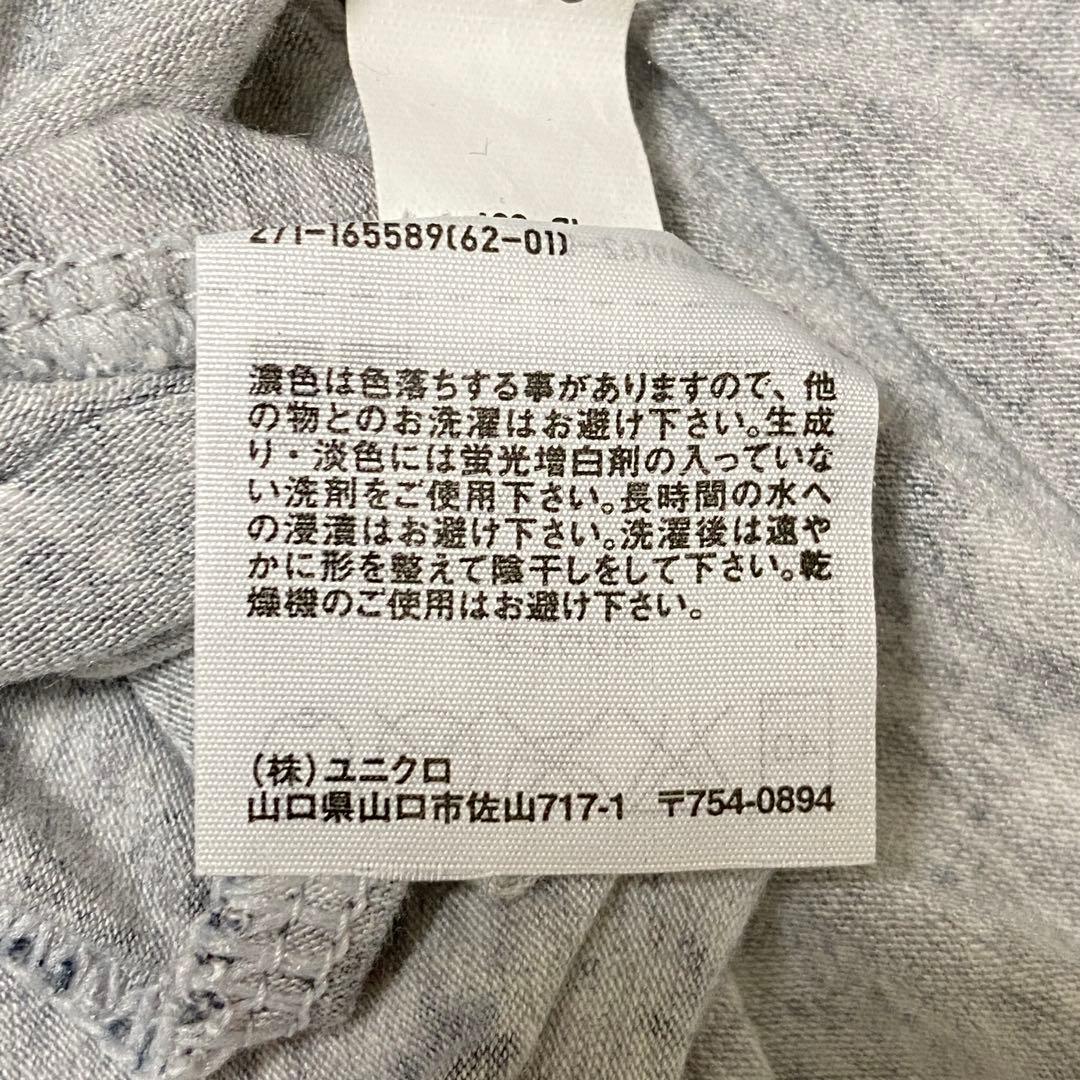 271-165589(62-01)
濃色は色落ちする事がありますので、他
の物とのお洗濯はお避け下さい。生成
り・淡色には蛍光増白剤の入っていな
い洗剤をご使用下さい。長時間の水へ
の浸漬はお避け下さい。洗濯後は速や
かに形を整えて陰干しをして下さい。乾
燥機のご使用はお避け下さい。
(株)ユニクロ
山口県山口市佐山717-1 〒754-0894